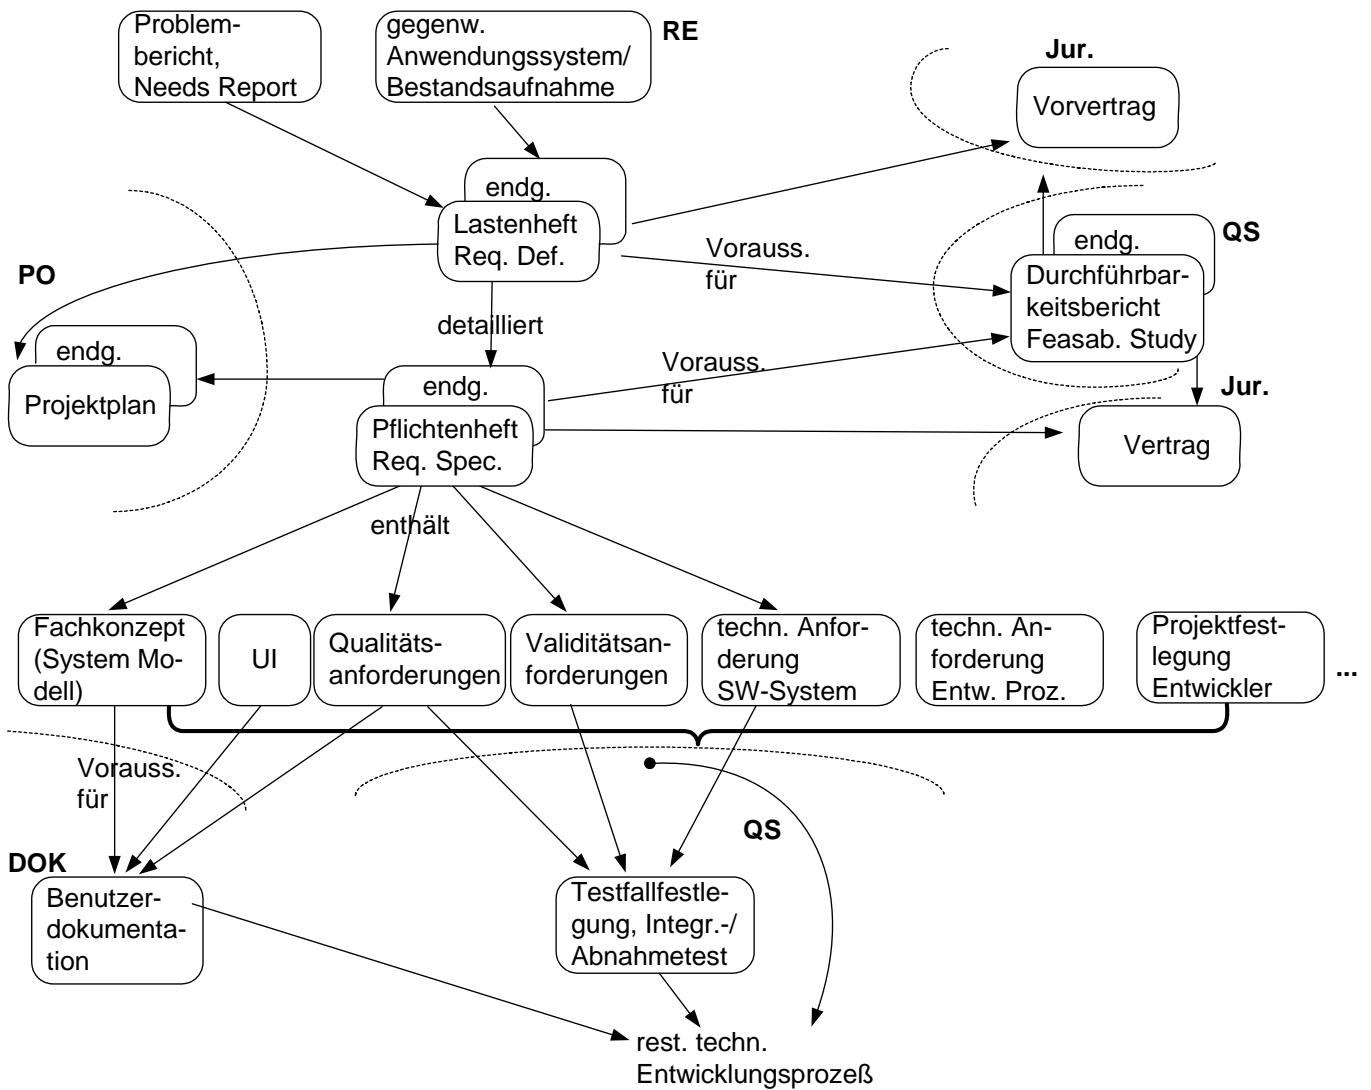 Problem-
bericht,
Needs Report
gegenw.
Anwendungssystem/
Bestandsaufnahme
RE
Jur.
Vorvertrag
endg.
Lastenheft
Req. Def.
Vorauss.
für
endg.
QS
Durchführbar-
keitsbericht
Feasab. Study
PO
endg.
Projektplan
detailliert
Vorauss.
für
endg.
Pflichtenheft
Req. Spec.
Jur.
Vertrag
enthält
Fachkonzept
(System Mo-
dell)
UI
Qualitäts-
anforderungen
Validitätsan-
forderungen
techn. Anfor-
derung
SW-System
techn. An-
forderung
Entw. Proz.
Projektfest-
legung
Entwickler
...
Vorauss.
für
QS
DOK
Benutzer-
dokumenta-
tion
Testfallfestle-
gung, Integr.-/
Abnahmetest
rest. techn.
Entwicklungsprozeß